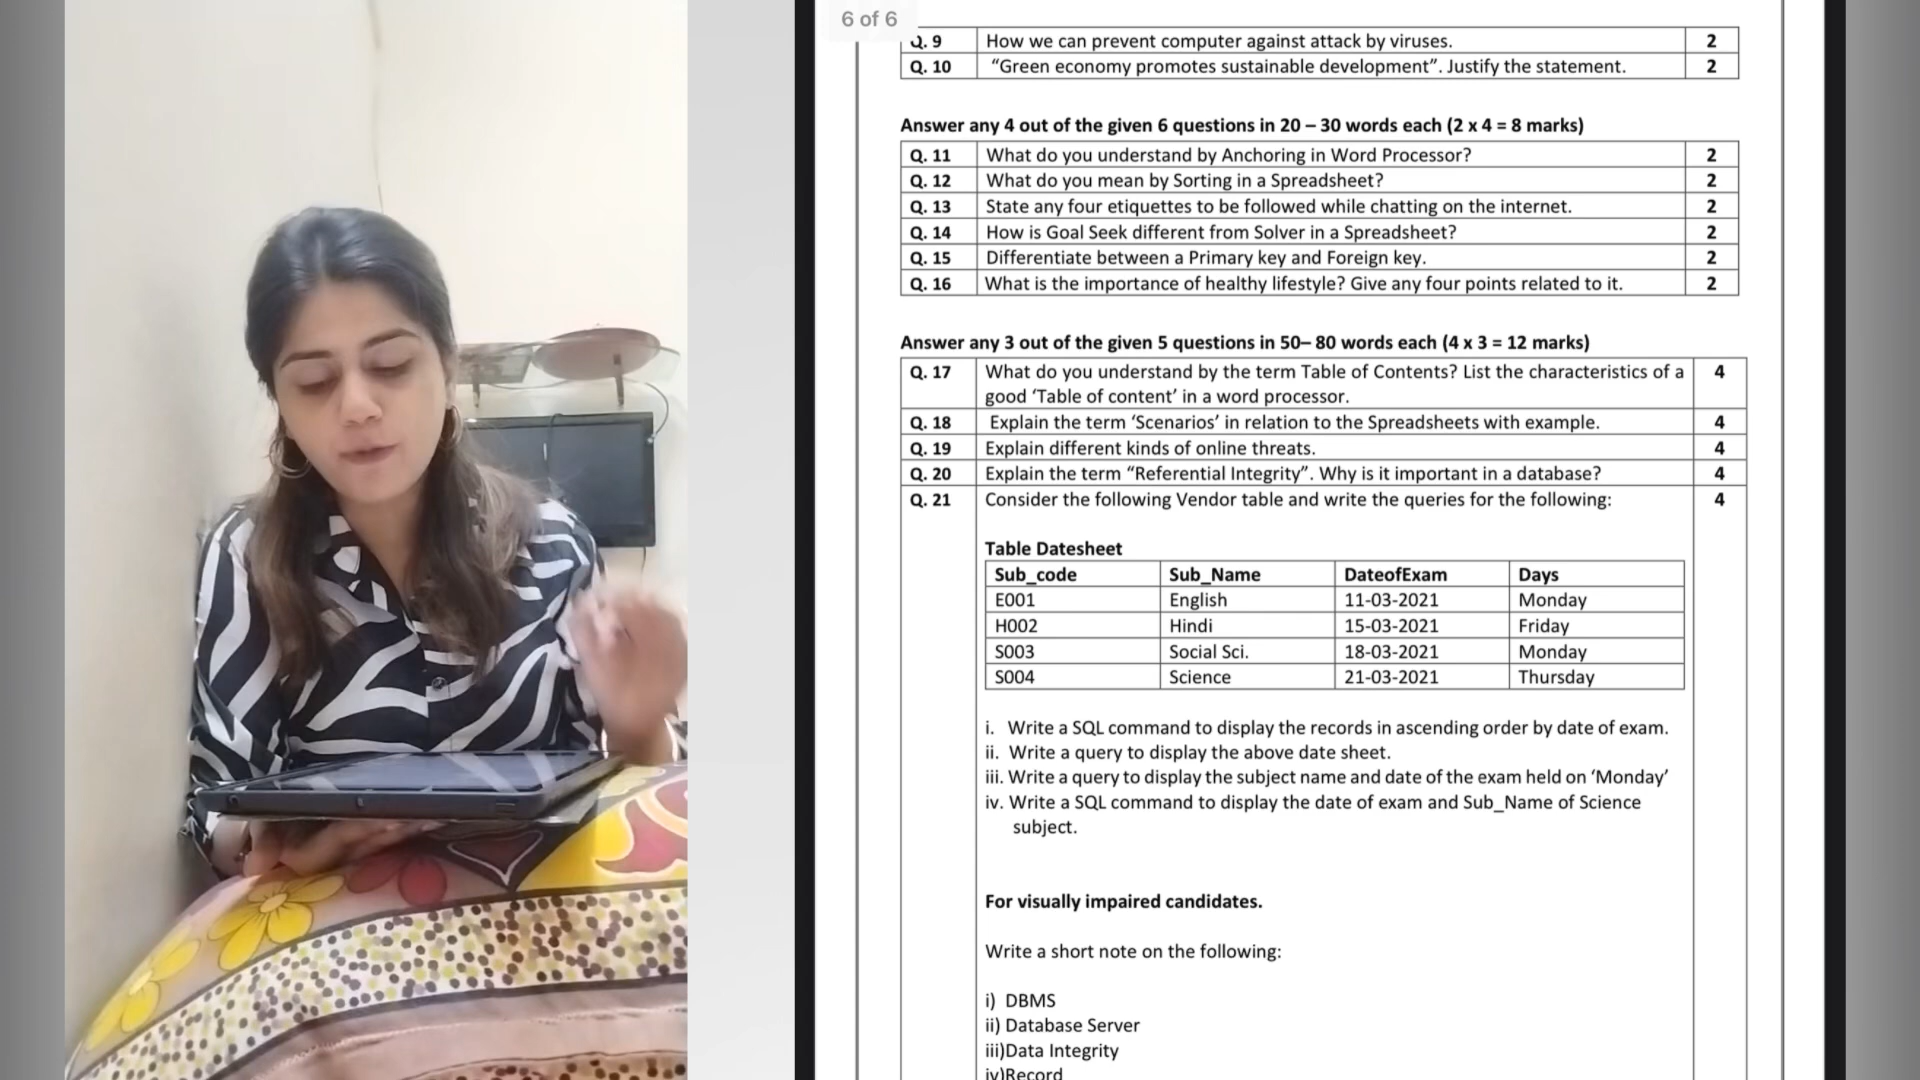 6 of 6
Q. 9 How we can prevent computer against attack by viruses. 2
Q. 10 “Green economy promotes sustainable development”. Justify the statement. 2
Answer any 4 out of the given 6 questions in 20 – 30 words each (2 x 4 = 8 marks)
Q. 11 What do you understand by Anchoring in Word Processor? 2
Q. 12 What do you mean by Sorting in a Spreadsheet? 2
Q. 13 State any four etiquettes to be followed while chatting on the internet. 2
Q. 14 How is Goal Seek different from Solver in a Spreadsheet? 2
Q. 15 Differentiate between a Primary key and Foreign key. 2
Q. 16 What is the importance of healthy lifestyle? Give any four points related to it. 2
Answer any 3 out of the given 5 questions in 50– 80 words each (4 x 3 = 12 marks)
Q. 17 What do you understand by the term Table of Contents? List the characteristics of a 4
good ‘Table of content’ in a word processor.
Q. 18 Explain the term ‘Scenarios’ in relation to the Spreadsheets with example. 4
Q. 19 Explain different kinds of online threats. 4
Q. 20 Explain the term “Referential Integrity”. Why is it important in a database? 4
Q. 21 Consider the following Vendor table and write the queries for the following: 4
Table Datesheet
Sub_code Sub_Name DateofExam Days
E001 English 11-03-2021 Monday
H002 Hindi 15-03-2021 Friday
S003 Social Sci. 18-03-2021 Monday
S004 Science 21-03-2021 Thursday
i. Write a SQL command to display the records in ascending order by date of exam.
ii. Write a query to display the above date sheet.
iii. Write a query to display the subject name and date of the exam held on ‘Monday’
iv. Write a SQL command to display the date of exam and Sub_Name of Science
subject.
For visually impaired candidates.
Write a short note on the following:
i) DBMS
ii) Database Server
iii)Data Integrity
iv)Record